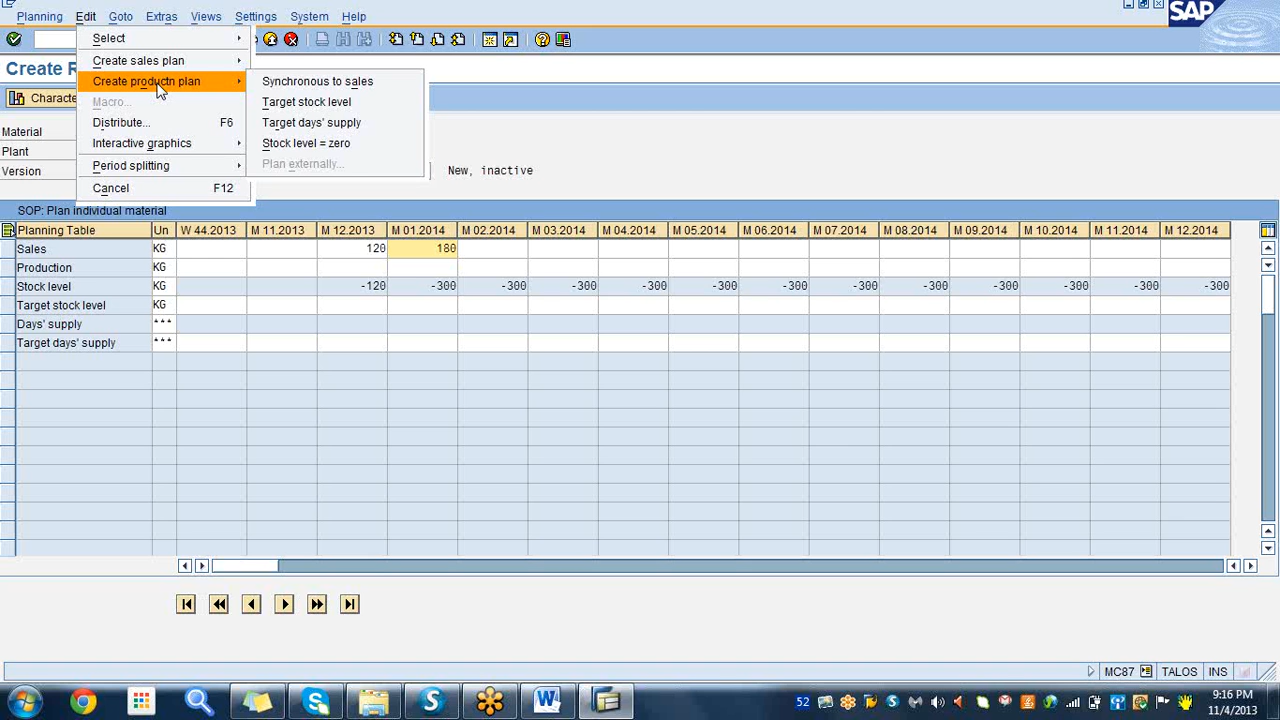 Planning Edit Goto Extras Views Settings System Help
SAP
Select
Create sales plan
Create R
Create productn plan
Synchronous to sales
Characte
Macro...
Target stock level
Distribute... F6
Target days' supply
Material
Interactive graphics
Stock level = zero
Plant
Period splitting
Plan externally...
Version
New, inactive
Cancel F12
SOP: Plan individual material
Planning Table Un W 44.2013 M 11.2013 M 12.2013 M 01.2014 M 02.2014 M 03.2014 M 04.2014 M 05.2014 M 06.2014 M 07.2014 M 08.2014 M 09.2014 M 10.2014 M 11.2014 M 12.2014
Sales KG 120 180
Production KG
Stock level KG -120 -300 -300 -300 -300 -300 -300 -300 -300 -300 -300 -300 -300
Target stock level KG
Days' supply ***
Target days' supply ***
MC87 TALOS INS
52
9:16 PM
11/4/2013